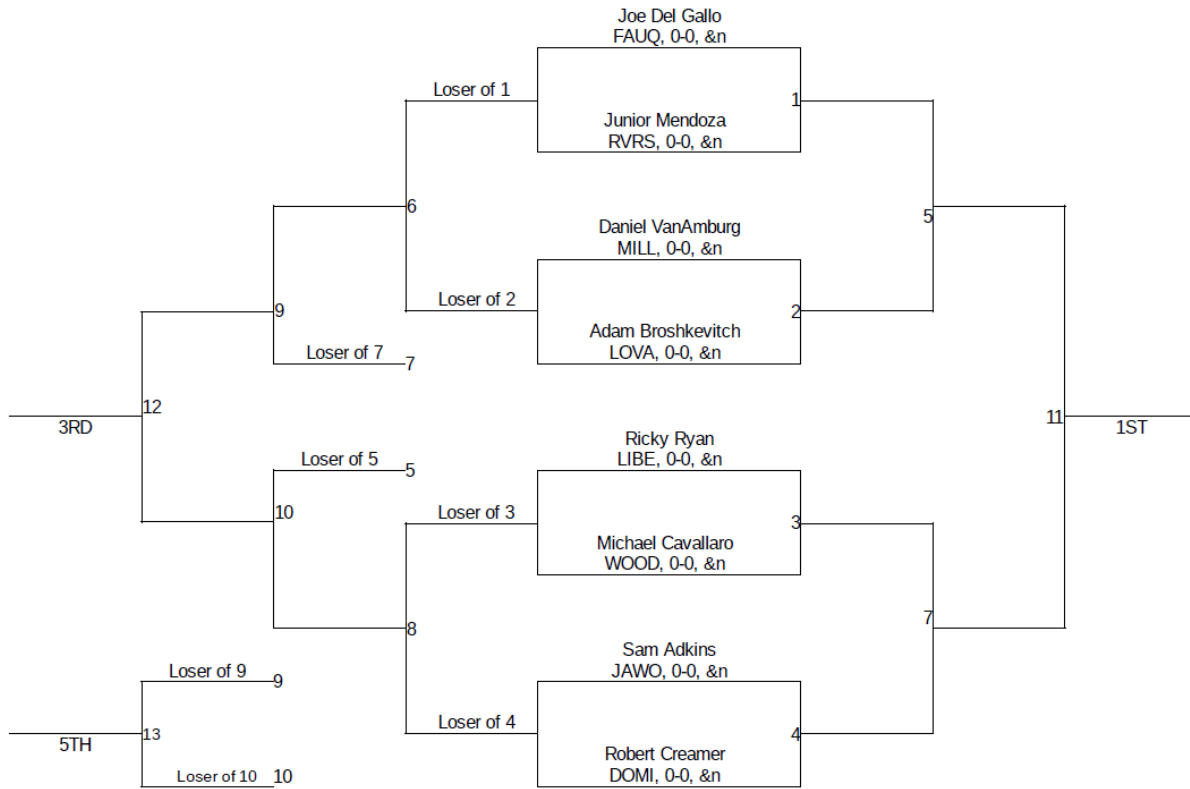 Joe Del Gallo
FAUQ, 0-0, &n
Loser of 1
1
Junior Mendoza
RVRS, 0-0, &n
6
5
Daniel VanAmburg
MILL, 0-0, &n
Loser of 2
2
9
Adam Broshkevitch
LOVA, 0-0, &n
Loser of 7
7
12
3RD
11
1ST
Ricky Ryan
LIBE, 0-0, &n
Loser of 5
5
10
Loser of 3
3
Michael Cavallaro
WOOD, 0-0, &n
8
7
Sam Adkins
JAWO, 0-0, &n
Loser of 9
9
Loser of 4
4
13
5TH
Robert Creamer
DOMI, 0-0, &n
Loser of 10
10